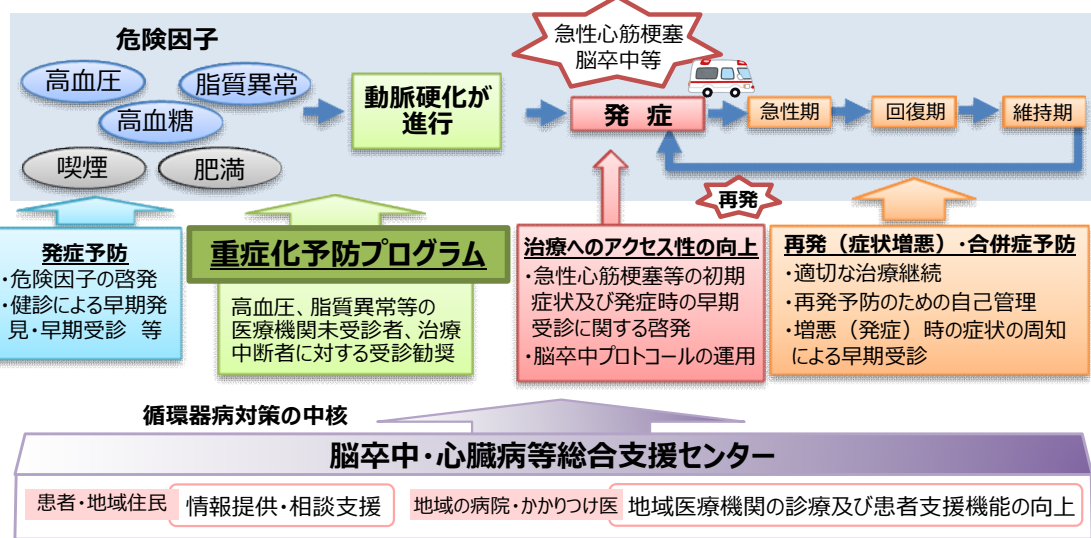 危険因子
高血圧
脂質異常
高血糖
喫煙
肥満
動脈硬化が
進行
急性心筋梗塞
脳卒中等
発 症
急性期
回復期
維持期
再発
発症予防
・危険因子の啓発
・健診による早期発
見・早期受診 等
重症化予防プログラム
高血圧、脂質異常等の
医療機関未受診者、治療
中断者に対する受診勧奨
治療へのアクセス性の向上
・急性心筋梗塞等の初期
症状及び発症時の早期
受診に関する啓発
・脳卒中プロトコールの運用
再発（症状増悪）・合併症予防
・適切な治療継続
・再発予防のための自己管理
・増悪（発症）時の症状の周知
による早期受診
循環器病対策の中核
脳卒中・心臓病等総合支援センター
患者・地域住民
情報提供・相談支援
地域の病院・かかりつけ医
地域医療機関の診療及び患者支援機能の向上